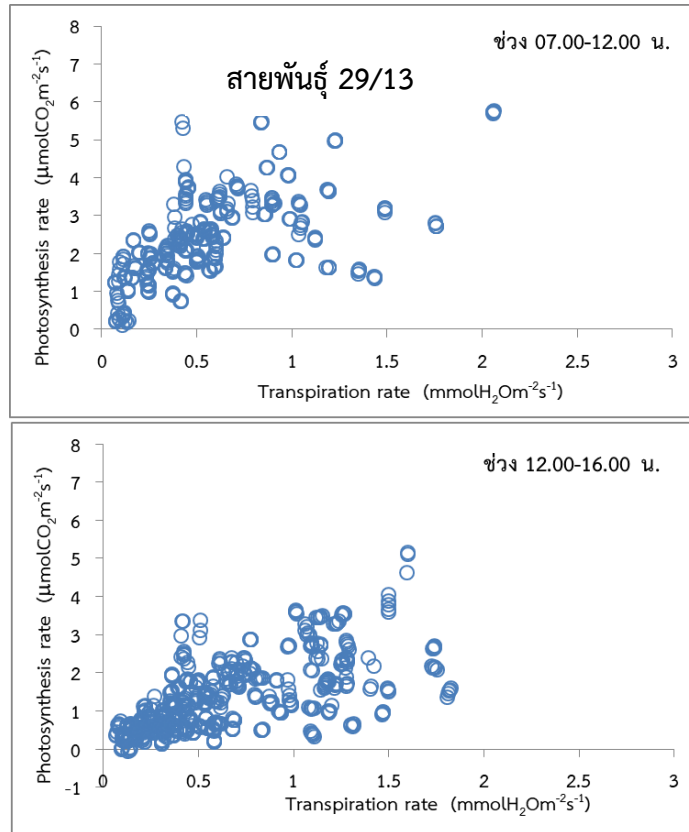 ช่วง 07.00-12.00 น.
สายพันธุ์ 29/13
Photosynthesis rate (µmolCO₂m⁻²s⁻¹)
8
7
6
5
4
3
2
1
0
0 0.5 1 1.5 2 2.5 3
Transpiration rate (mmolH₂Om⁻²s⁻¹)
ช่วง 12.00-16.00 น.
Photosynthesis rate (µmolCO₂m⁻²s⁻¹)
8
7
6
5
4
3
2
1
0
-1
0 0.5 1 1.5 2 2.5 3
Transpiration rate (mmolH₂Om⁻²s⁻¹)